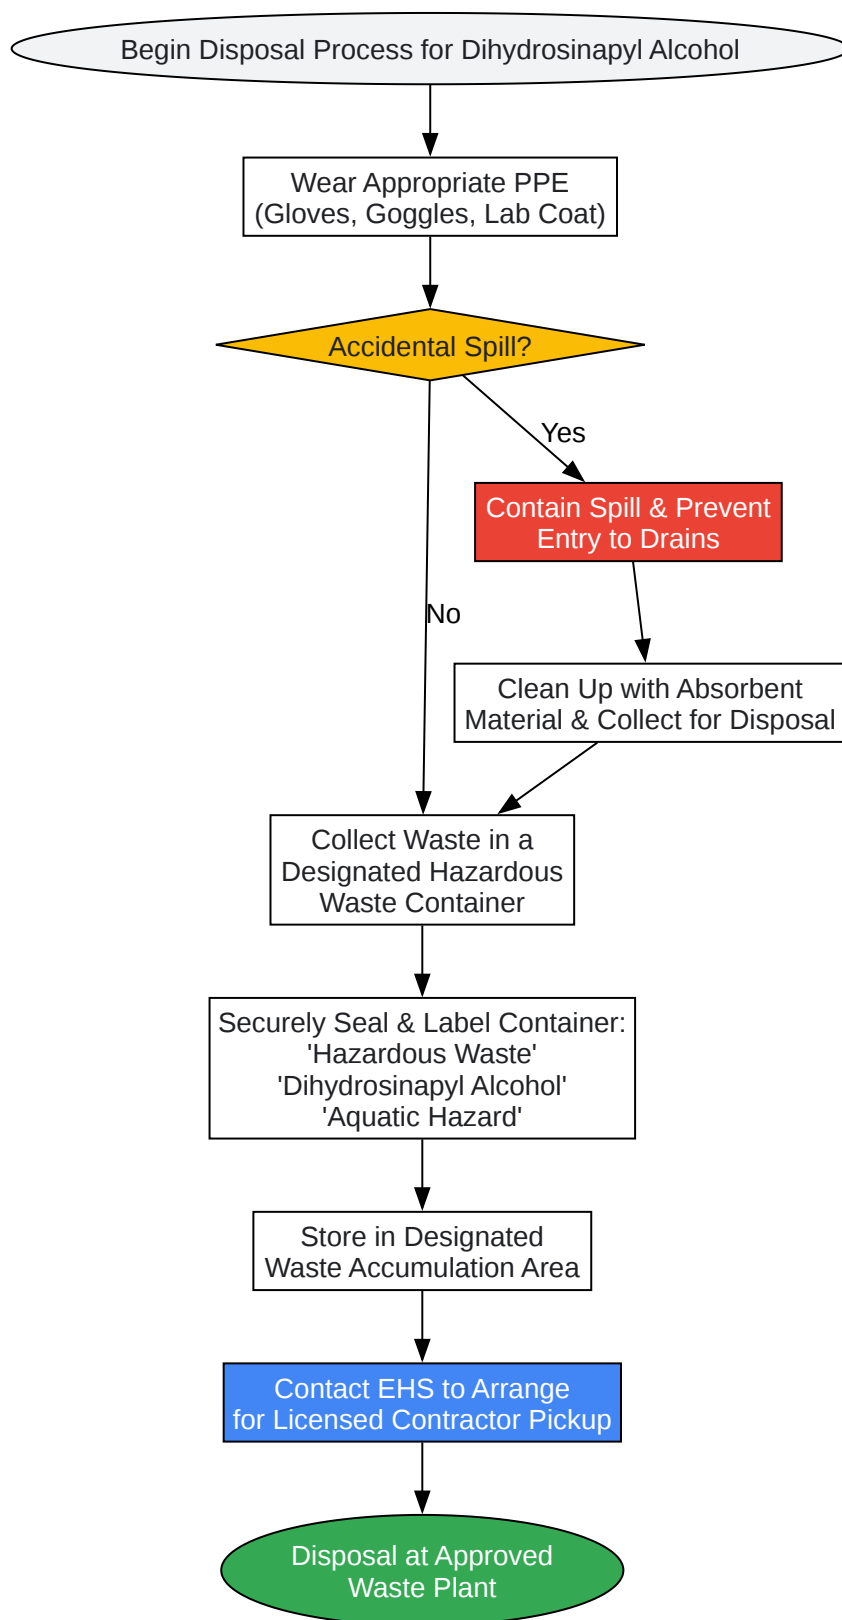 Begin Disposal Process for Dihydrosinapyl Alcohol
Wear Appropriate PPE
(Gloves, Goggles, Lab Coat)
Accidental Spill?
Yes
Contain Spill & Prevent
Entry to Drains
No
Clean Up with Absorbent
Material & Collect for Disposal
Collect Waste in a
Designated Hazardous
Waste Container
Securely Seal & Label Container:
'Hazardous Waste'
'Dihydrosinapyl Alcohol'
'Aquatic Hazard'
Store in Designated
Waste Accumulation Area
Contact EHS to Arrange
for Licensed Contractor Pickup
Disposal at Approved
Waste Plant